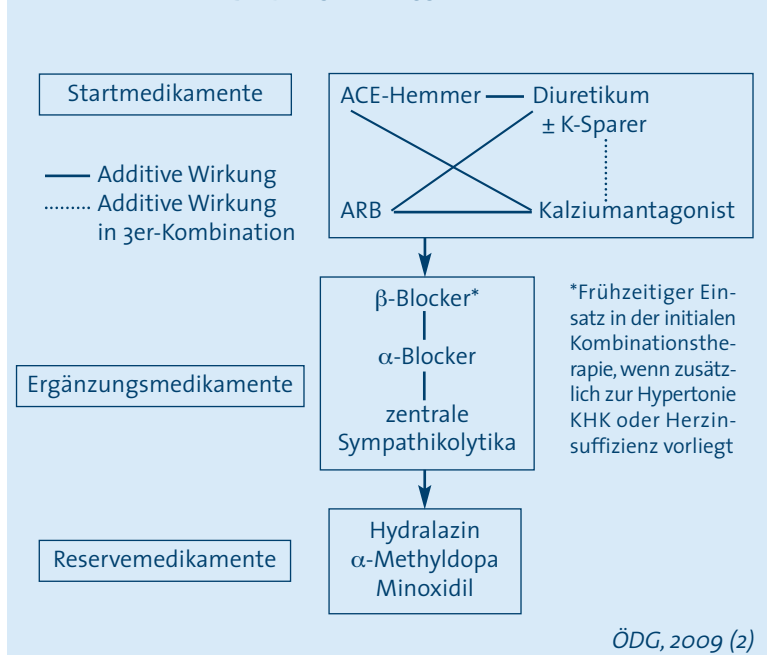 Startmedikamente
ACE-Hemmer
Diuretikum
± K-Sparer
Additive Wirkung
Additive Wirkung
in 3er-Kombination
ARB
Kalziumantagonist
β-Blocker*
α-Blocker
zentrale
Sympathikolytika
Ergänzungsmedikamente
*Frühzeitiger Ein-
satz in der initialen
Kombinationsthe-
rapie, wenn zusätz-
lich zur Hypertonie
KHK oder Herzin-
suffizienz vorliegt
Reservemedikamente
Hydralazin
α-Methyldopa
Minoxidil
ÖDG, 2009 (2)